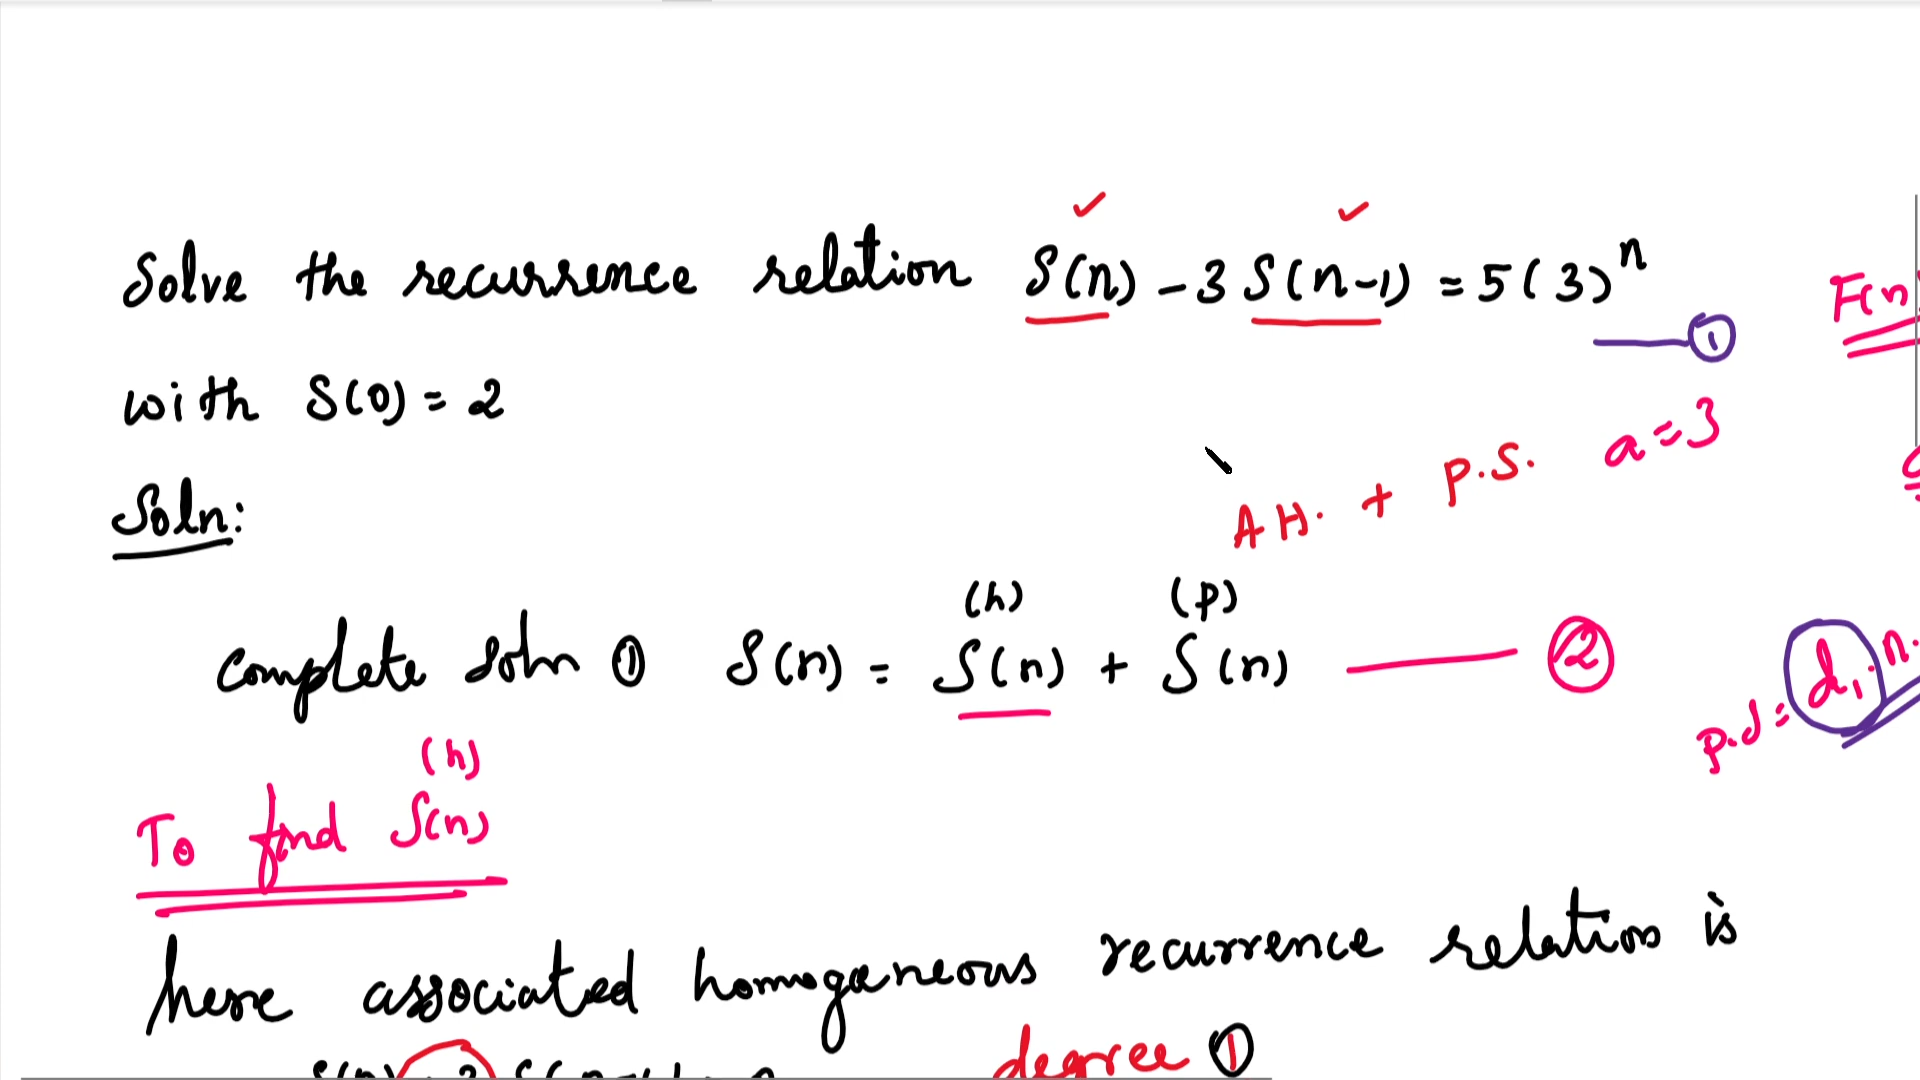 Solve the recurrence relation S(n) - 3 S(n-1) = 5(3)^n
——①
F(n)
with S(0) = 2
a = 3
A H. + P.S.
Soln:
(h) (p)
Complete soln ① S(n) = S(n) + S(n) —— ②
p.s = d₁.n.
(h)
To find S(n)
here associated homogeneous recurrence relation is
degree ①